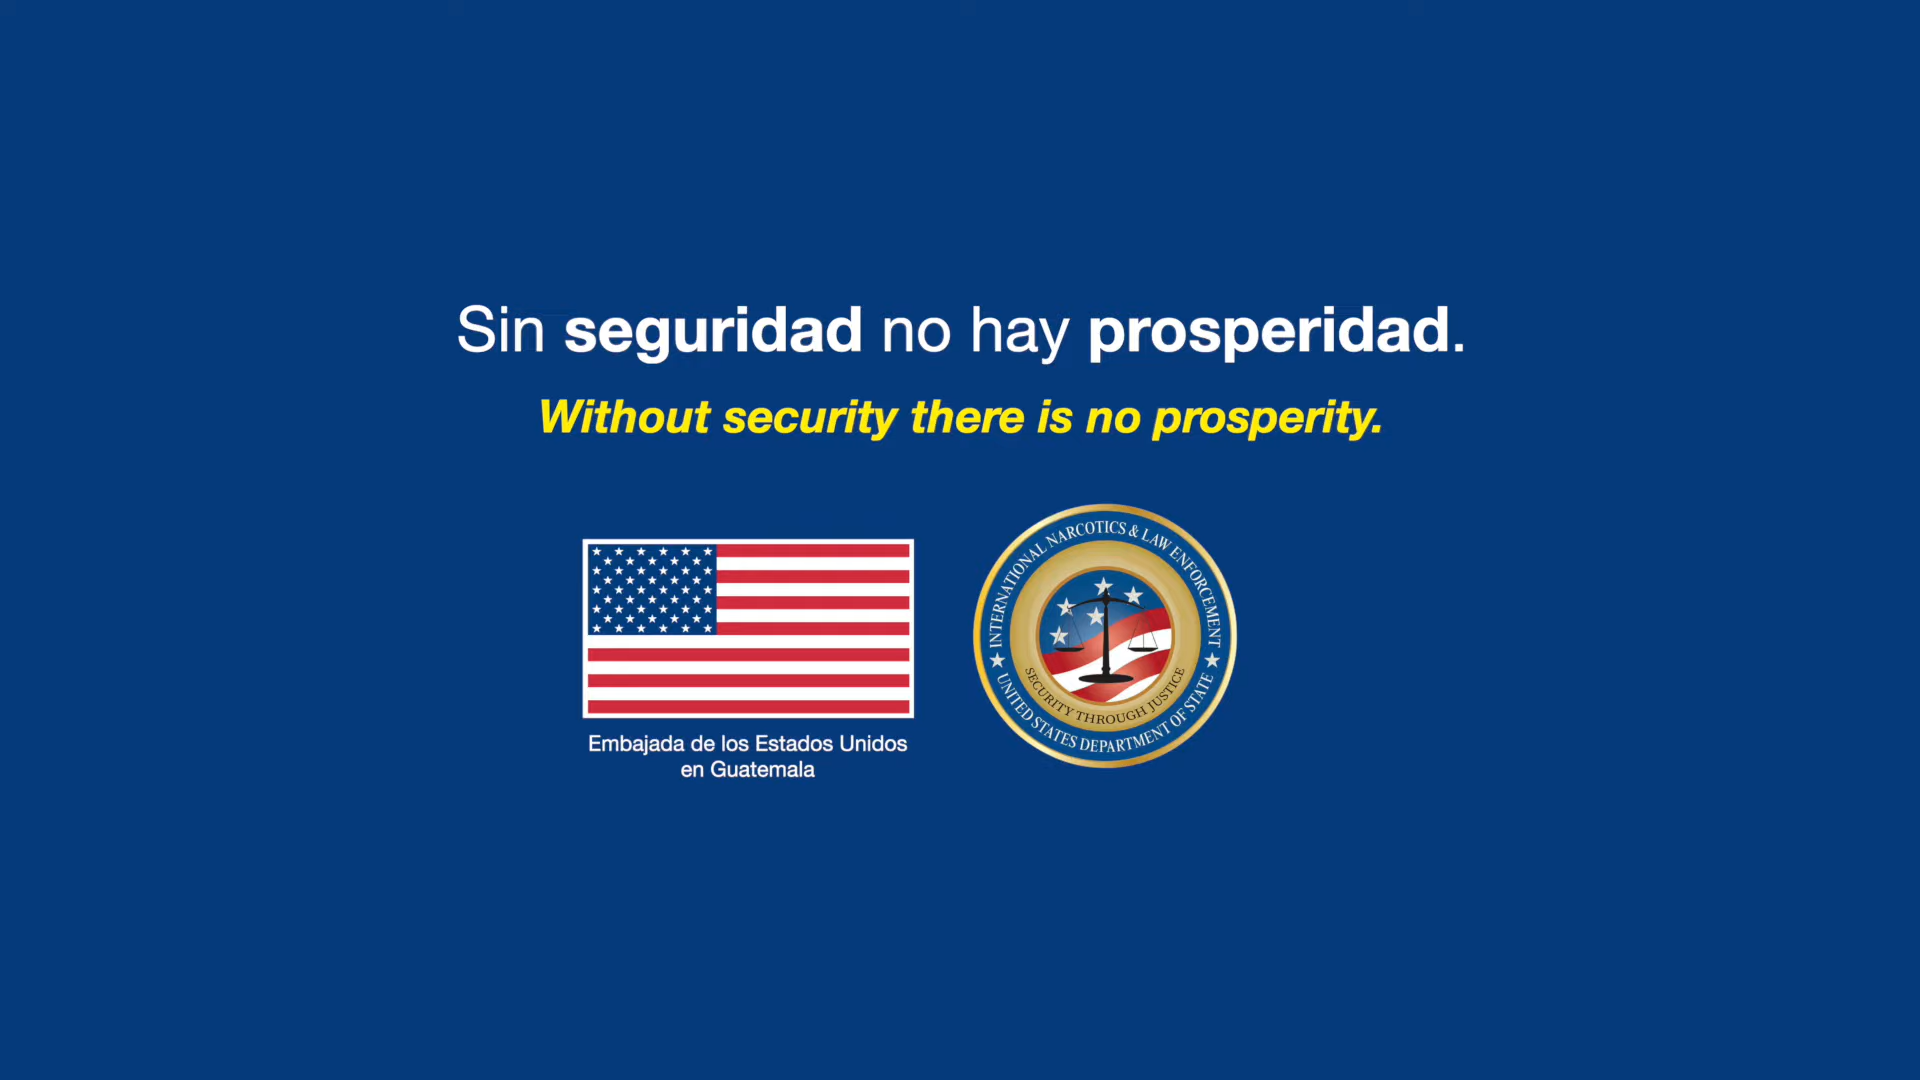 Sin seguridad no hay prosperidad.
Without security there is no prosperity.
Embajada de los Estados Unidos
en Guatemala
INTERNATIONAL NARCOTICS & LAW ENFORCEMENT
UNITED STATES DEPARTMENT OF STATE
SECURITY THROUGH JUSTICE